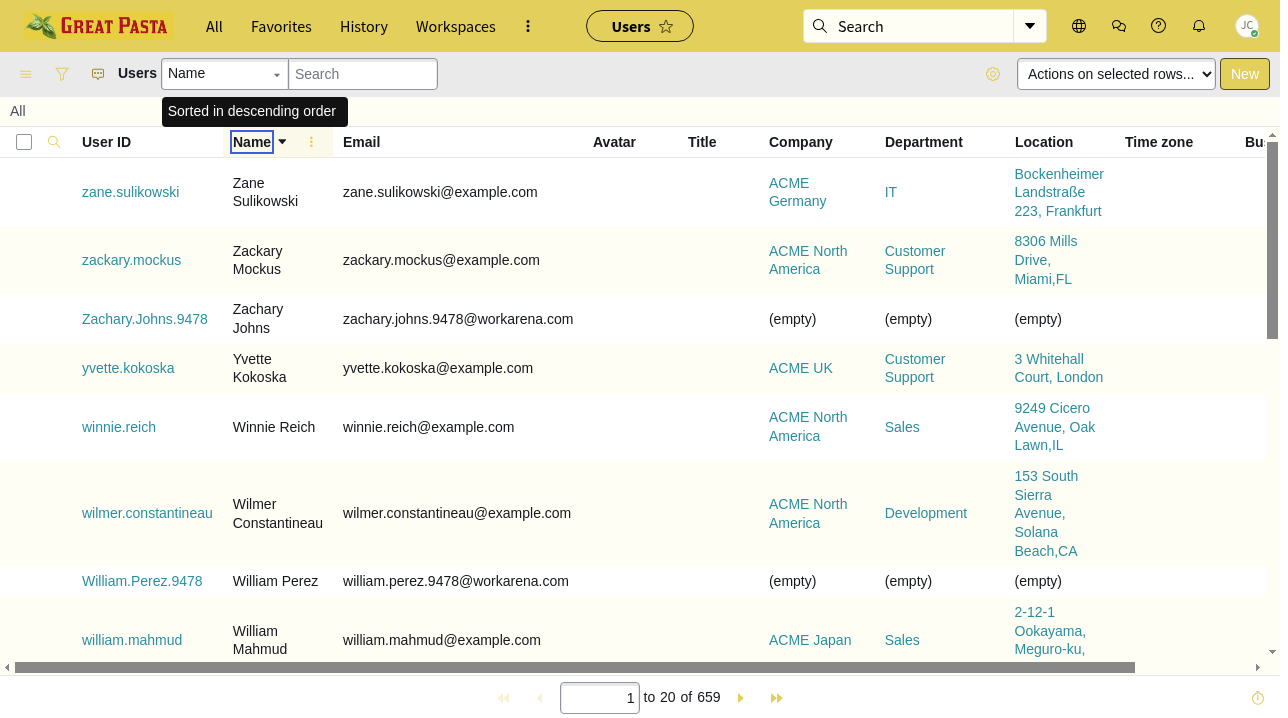 GREAT PASTA All Favorites History Workspaces Users Search JC
Users Name Search Actions on selected rows... New
All
Sorted in descending order
User ID Name Email Avatar Title Company Department Location Time zone Bu
zane.sulikowski Zane Sulikowski zane.sulikowski@example.com ACME Germany IT Bockenheimer Landstraße 223, Frankfurt
zackary.mockus Zackary Mockus zackary.mockus@example.com ACME North America Customer Support 8306 Mills Drive, Miami,FL
Zachary.Johns.9478 Zachary Johns zachary.johns.9478@workarena.com (empty) (empty) (empty)
yvette.kokoska Yvette Kokoska yvette.kokoska@example.com ACME UK Customer Support 3 Whitehall Court, London
winnie.reich Winnie Reich winnie.reich@example.com ACME North America Sales 9249 Cicero Avenue, Oak Lawn,IL
wilmer.constantineau Wilmer Constantineau wilmer.constantineau@example.com ACME North America Development 153 South Sierra Avenue, Solana Beach,CA
William.Perez.9478 William Perez william.perez.9478@workarena.com (empty) (empty) (empty)
william.mahmud William Mahmud william.mahmud@example.com ACME Japan Sales 2-12-1 Ookayama, Meguro-ku,
1 to 20 of 659